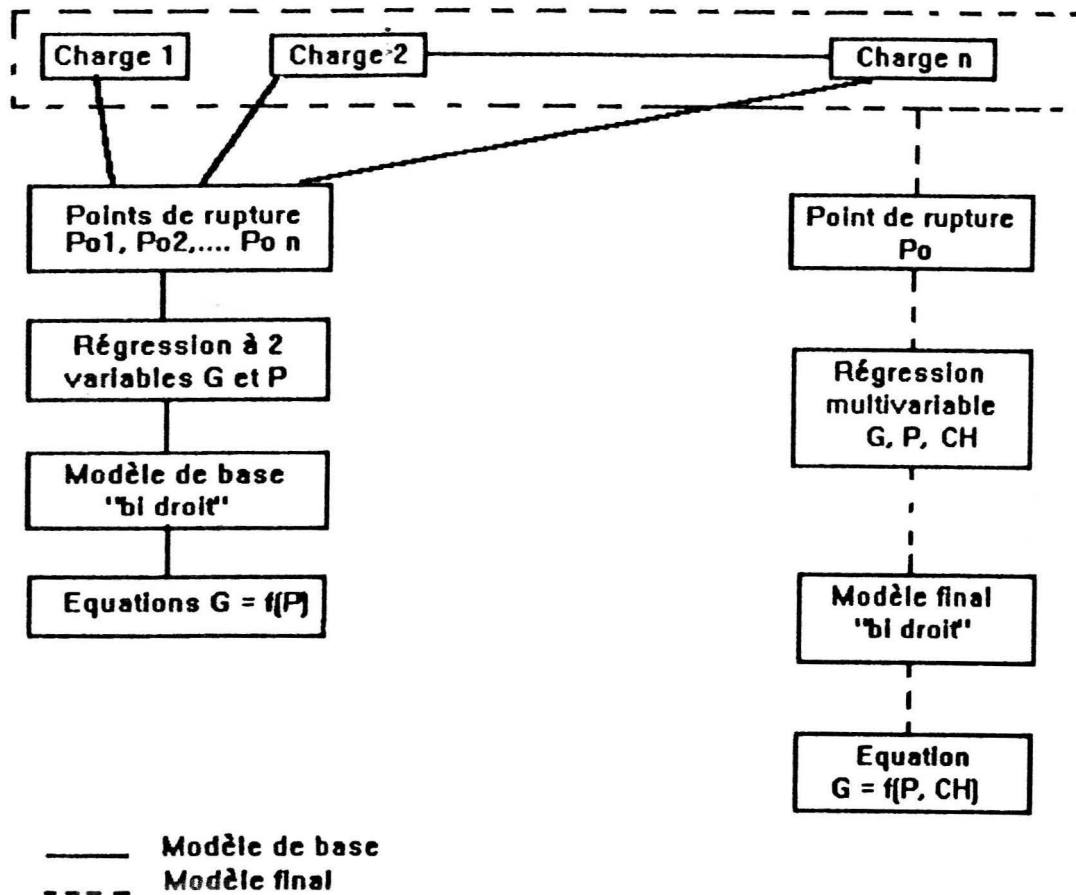 Charge 1
Charge 2
Charge n
Points de rupture
Po1, Po2,.... Po n
Régression à 2
variables G et P
Modèle de base
"bi droit"
Equations G = f(P)
Point de rupture
Po
Régression
multivariable
G, P, CH
Modèle final
"bi droit"
Equation
G = f(P, CH)
Modèle de base
Modèle final